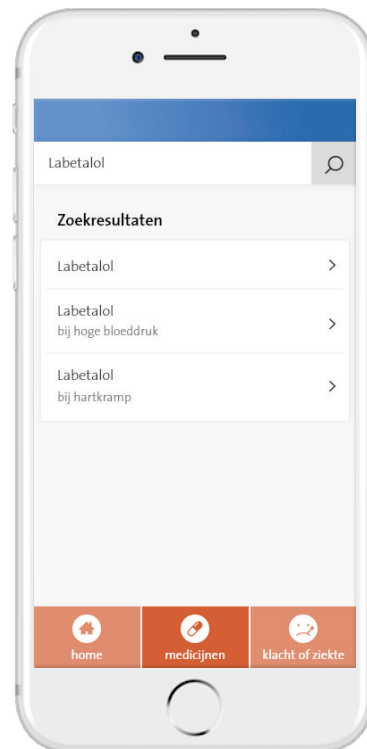 Labetalol
Zoekresultaten
Labetalol
Labetalol
bij hoge bloeddruk
Labetalol
bij hartkramp
home
medicijnen
klacht of ziekte